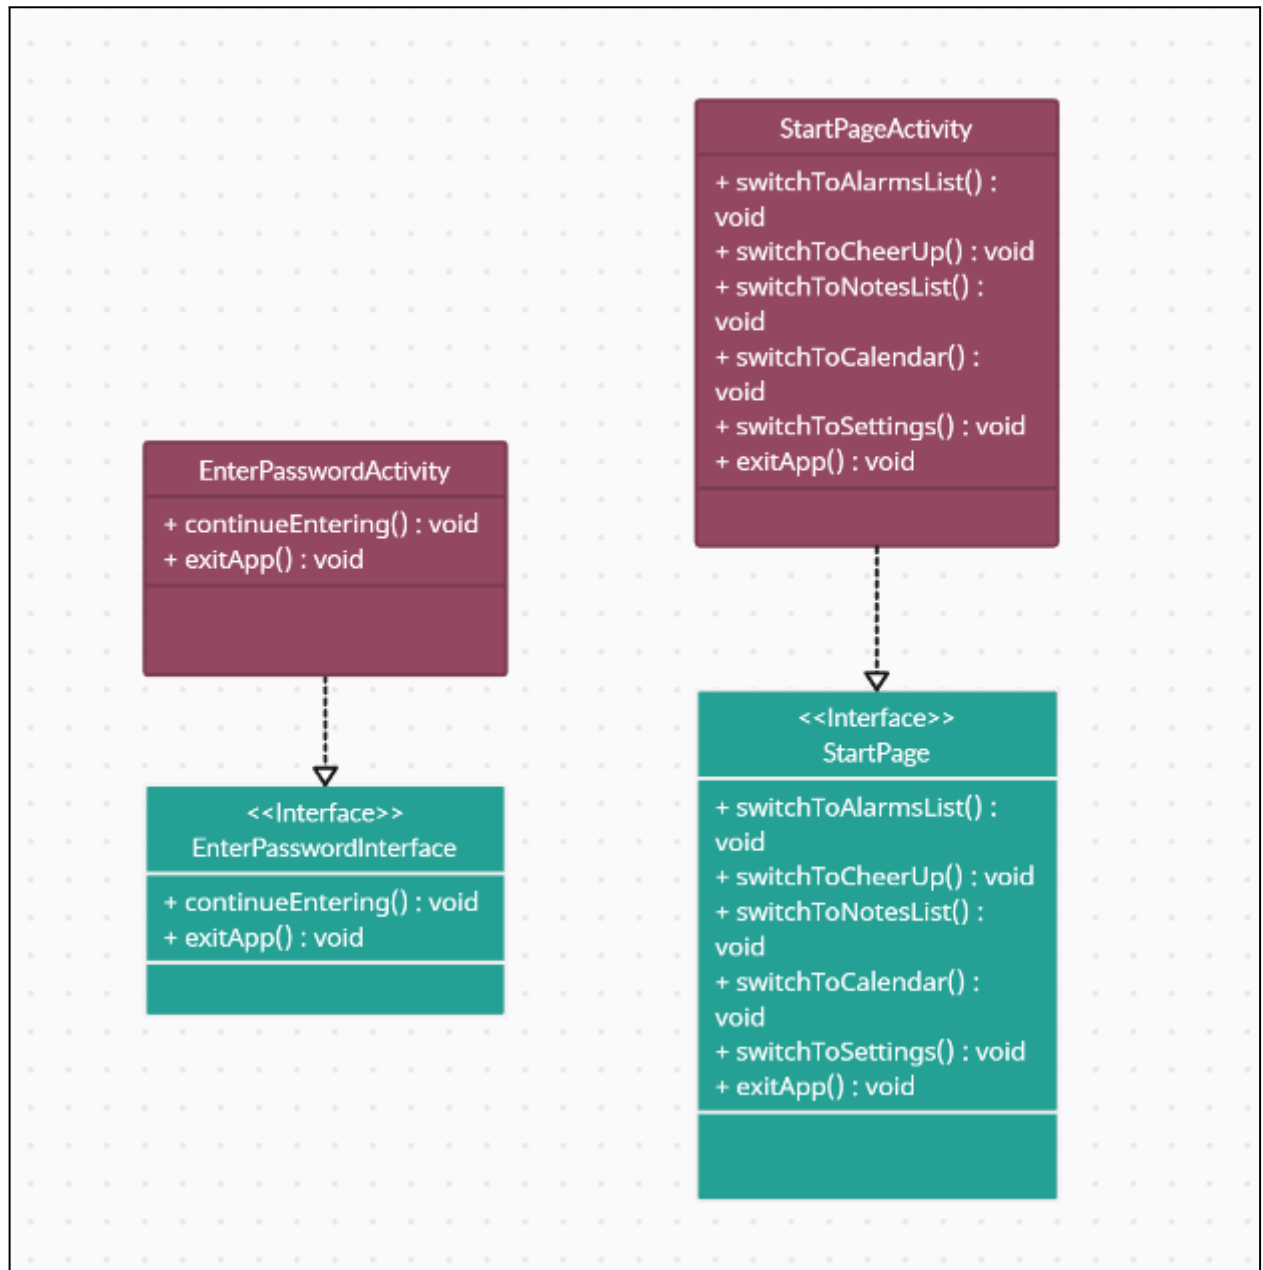 StartPageActivity
+ switchToAlarmsList() :
void
+ switchToCheerUp() : void
+ switchToNotesList() :
void
+ switchToCalendar() :
void
+ switchToSettings() : void
+ exitApp() : void
EnterPasswordActivity
+ continueEntering() : void
+ exitApp() : void
<<Interface>>
EnterPasswordInterface
+ continueEntering() : void
+ exitApp() : void
<<Interface>>
StartPage
+ switchToAlarmsList() :
void
+ switchToCheerUp() : void
+ switchToNotesList() :
void
+ switchToCalendar() :
void
+ switchToSettings() : void
+ exitApp() : void